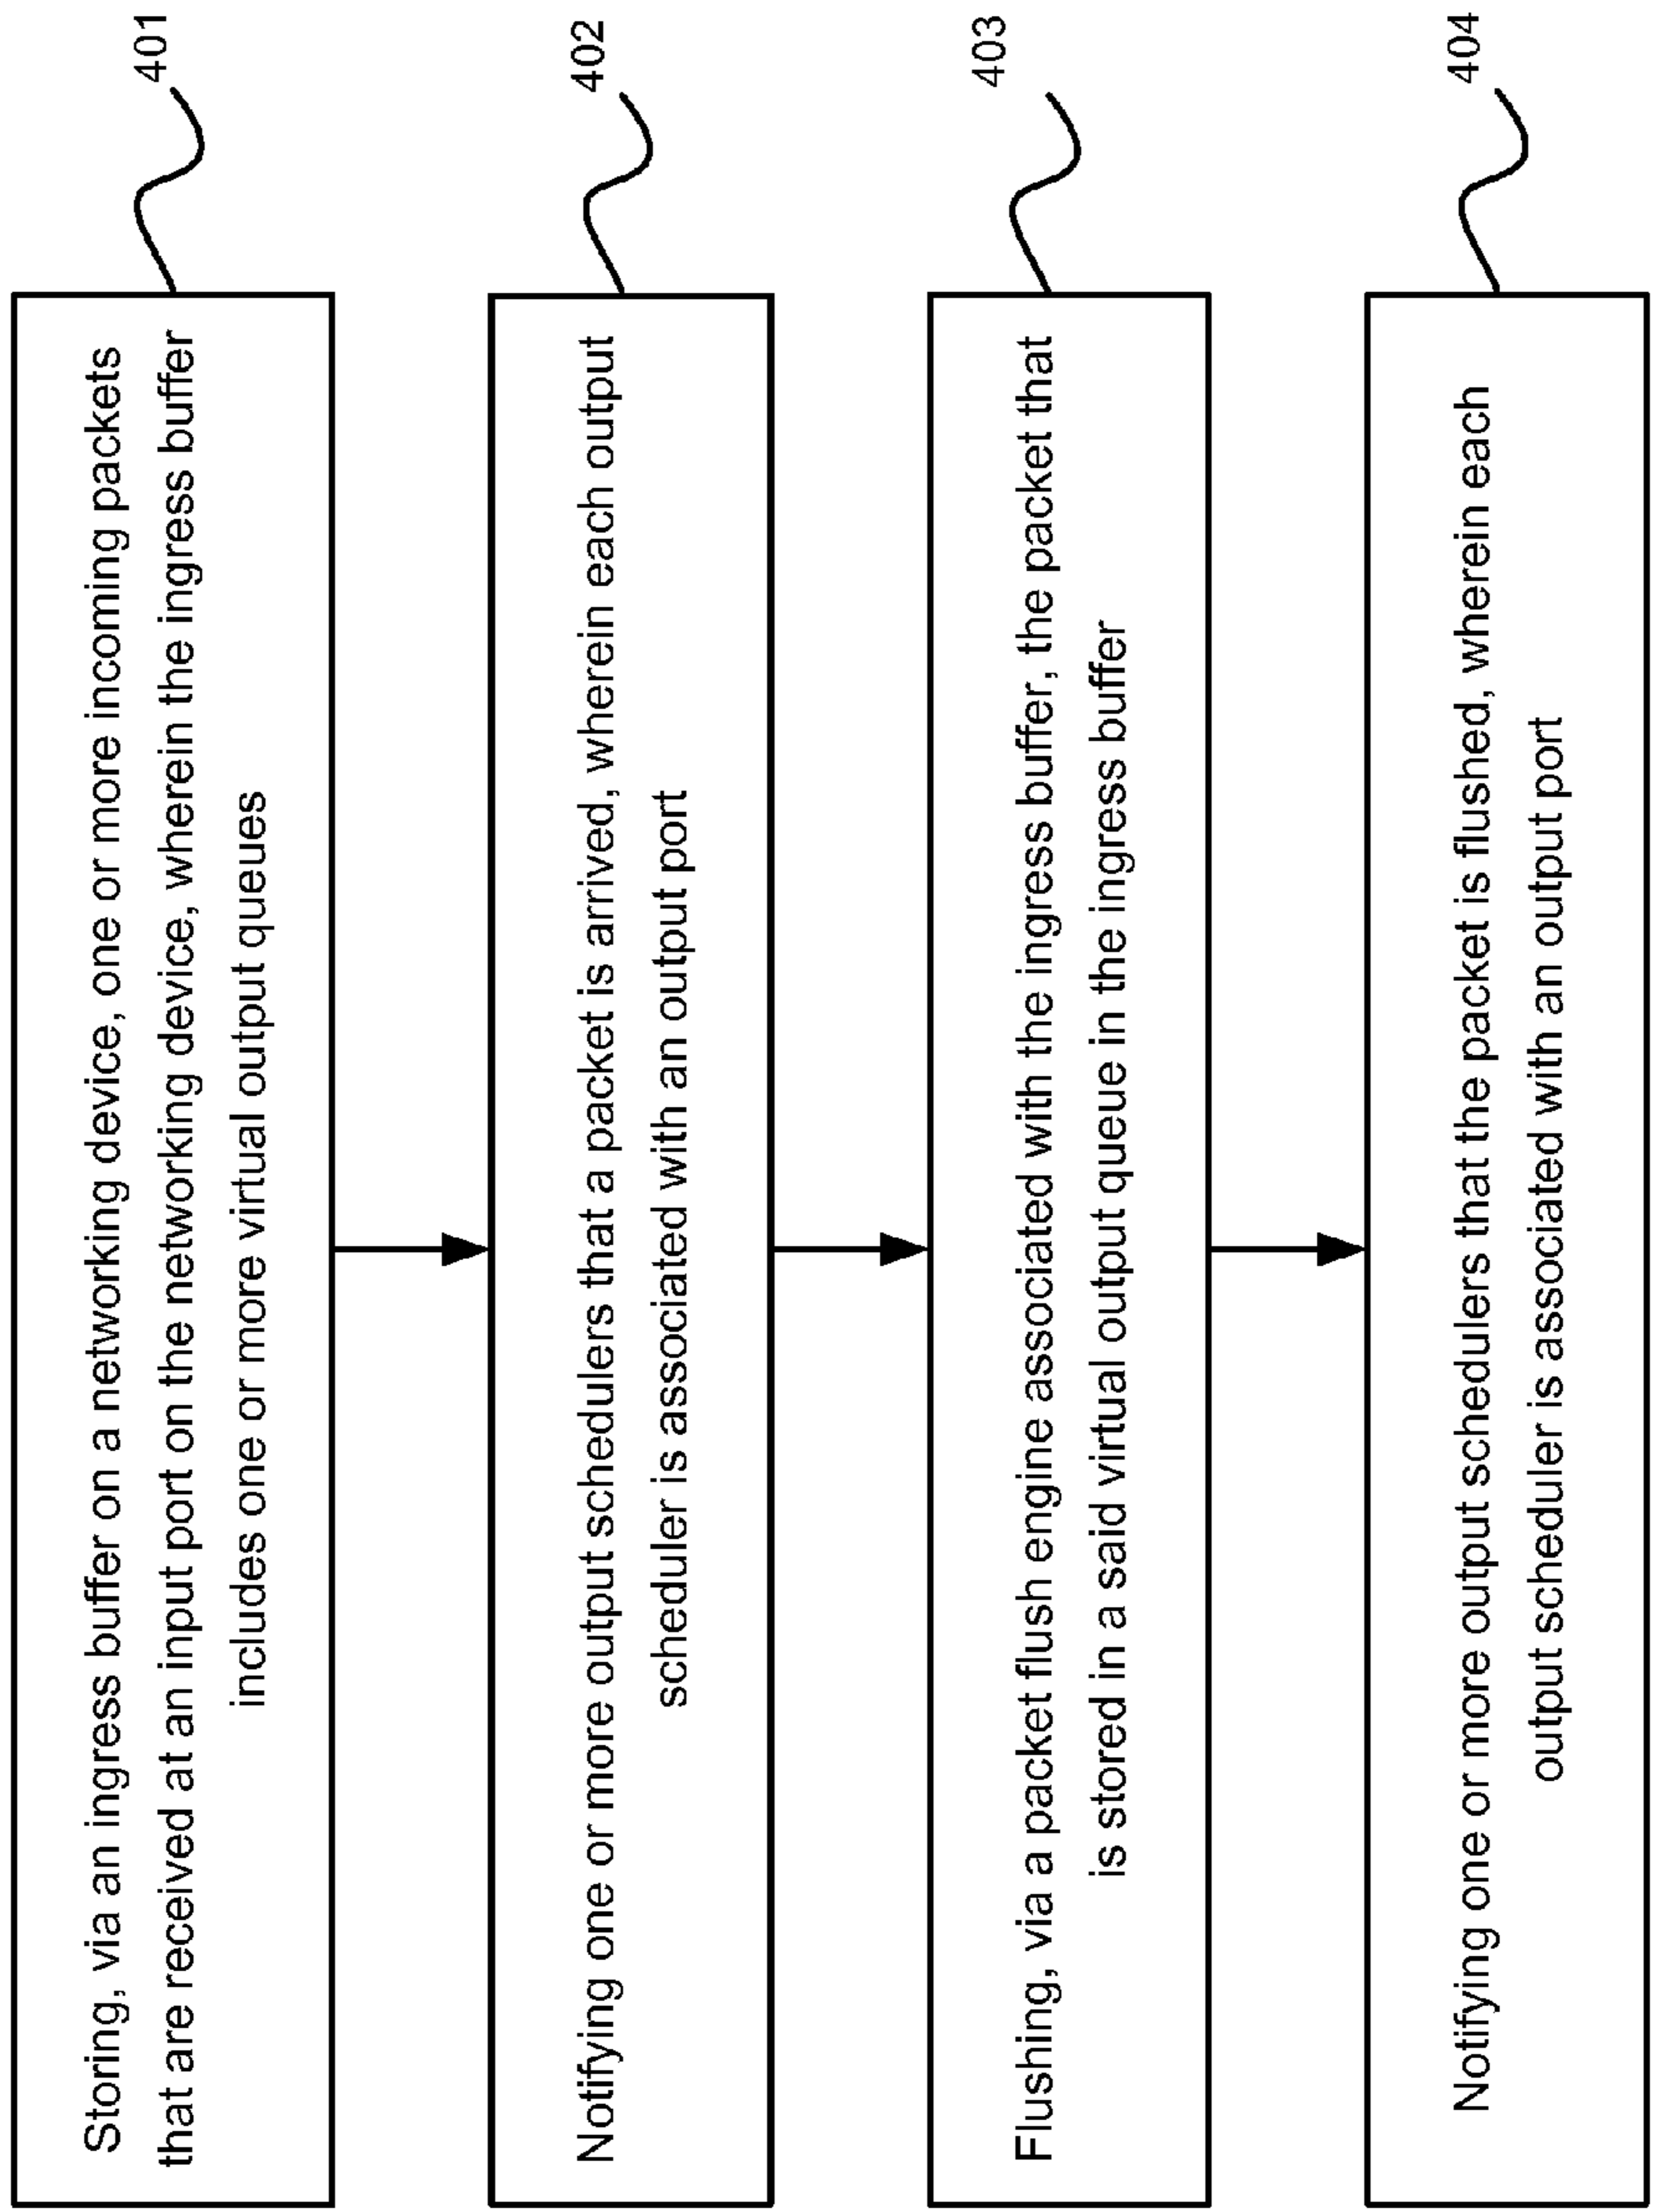 Storing, via an ingress buffer on a networking device, one or more incoming packets
that are received at an input port on the networking device, wherein the ingress buffer
includes one or more virtual output queues
401
Notifying one or more output schedulers that a packet is arrived, wherein each output
scheduler is associated with an output port
402
Flushing, via a packet flush engine associated with the ingress buffer, the packet that
is stored in a said virtual output queue in the ingress buffer
403
Notifying one or more output schedulers that the packet is flushed, wherein each
output scheduler is associated with an output port
404